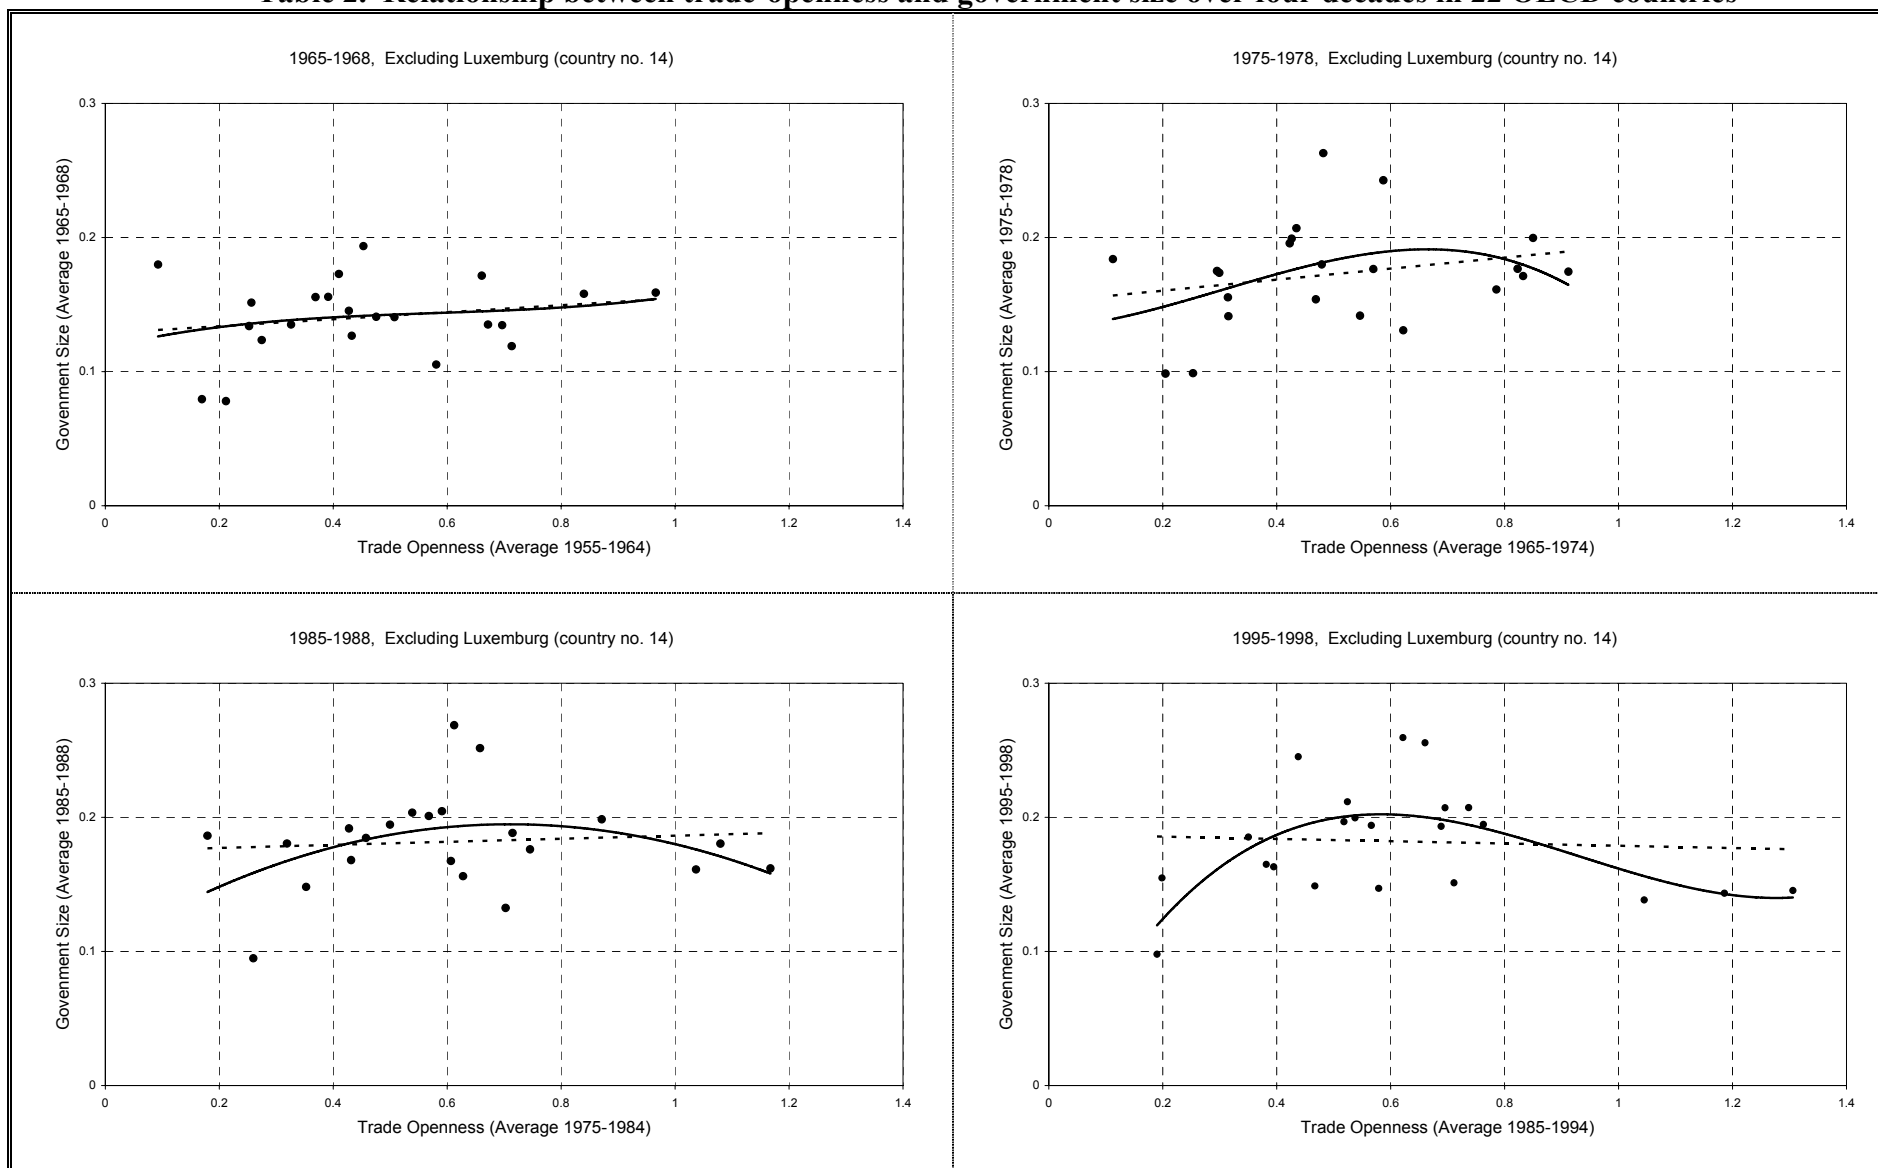 Table 2. Relationship between trade openness and government size over four decades in 22 OECD countries
1965-1968, Excluding Luxemburg (country no. 14)
0.3
0.2
0.1
0
Govenment Size (Average 1965-1968)
0 0.2 0.4 0.6 0.8 1 1.2 1.4
Trade Openness (Average 1955-1964)
1975-1978, Excluding Luxemburg (country no. 14)
0.3
0.2
0.1
0
Govenment Size (Average 1975-1978)
0 0.2 0.4 0.6 0.8 1 1.2 1.4
Trade Openness (Average 1965-1974)
1985-1988, Excluding Luxemburg (country no. 14)
0.3
0.2
0.1
0
Govenment Size (Average 1985-1988)
0 0.2 0.4 0.6 0.8 1 1.2 1.4
Trade Openness (Average 1975-1984)
1995-1998, Excluding Luxemburg (country no. 14)
0.3
0.2
0.1
0
Govenment Size (Average 1995-1998)
0 0.2 0.4 0.6 0.8 1 1.2 1.4
Trade Openness (Average 1985-1994)